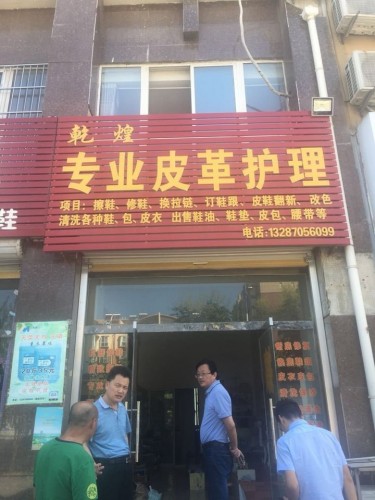 乾煌
专业皮革护理
项目：擦鞋、修鞋、换拉链、订鞋跟、皮鞋翻新、改色
清洗各种鞋、包、皮衣 出售鞋油、鞋垫、皮包、腰带等
电话：13287056099
鞋